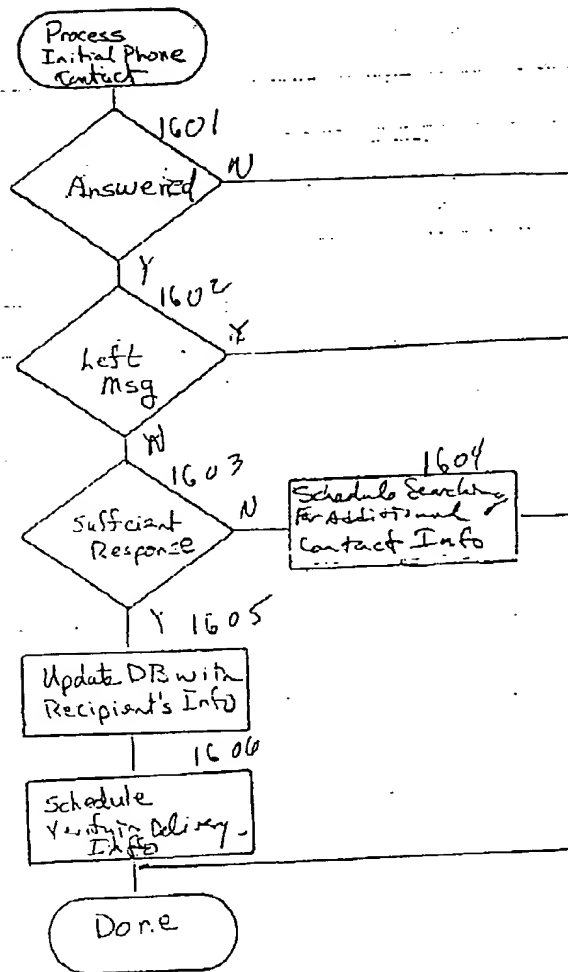 Process
Initial Phone
Contact
1601
Answered
N
Y
1602
Left
Msg
Y
N
1603
Sufficient
Response
N
1604
Schedule Searching
For Additional
Contact Info
Y
1605
Update DB with
Recipient's Info
1606
Schedule
Verifyin Delivery
Info
Done